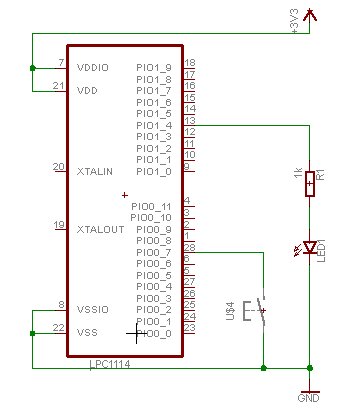 +3V3
7 VDDIO PIO1_9 18
PIO1_8 17
21 VDD PIO1_7 16
PIO1_6 15
PIO1_5 14
PIO1_4 13
PIO1_3 12
PIO1_2 11
PIO1_1 10
20 XTALIN PIO1_0 9
1k R1
PIO0_11 4
PIO0_10 3
19 XTALOUT PIO0_9 2
PIO0_8 1
PIO0_7 28
LED1
PIO0_6 6
PIO0_5 5
PIO0_4 27
PIO0_3 26
8 VSSIO PIO0_2 25
U$4
PIO0_1 24
22 VSS PIO0_0 23
LPC1114
GND